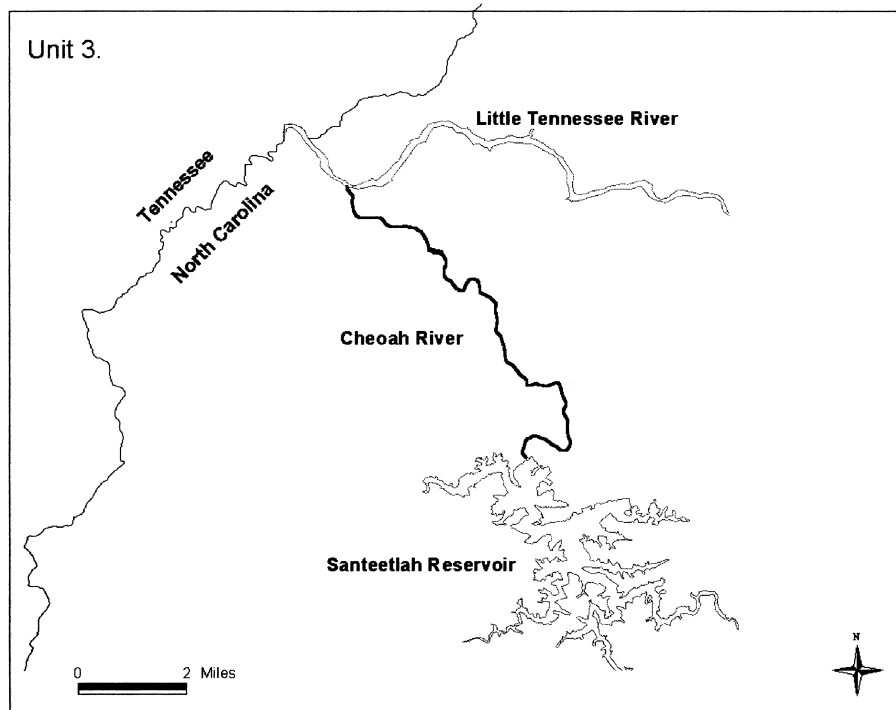 Unit 3.
Little Tennessee River
Tennessee
North Carolina
Cheoah River
Santeetlah Reservoir
0 2 Miles
N